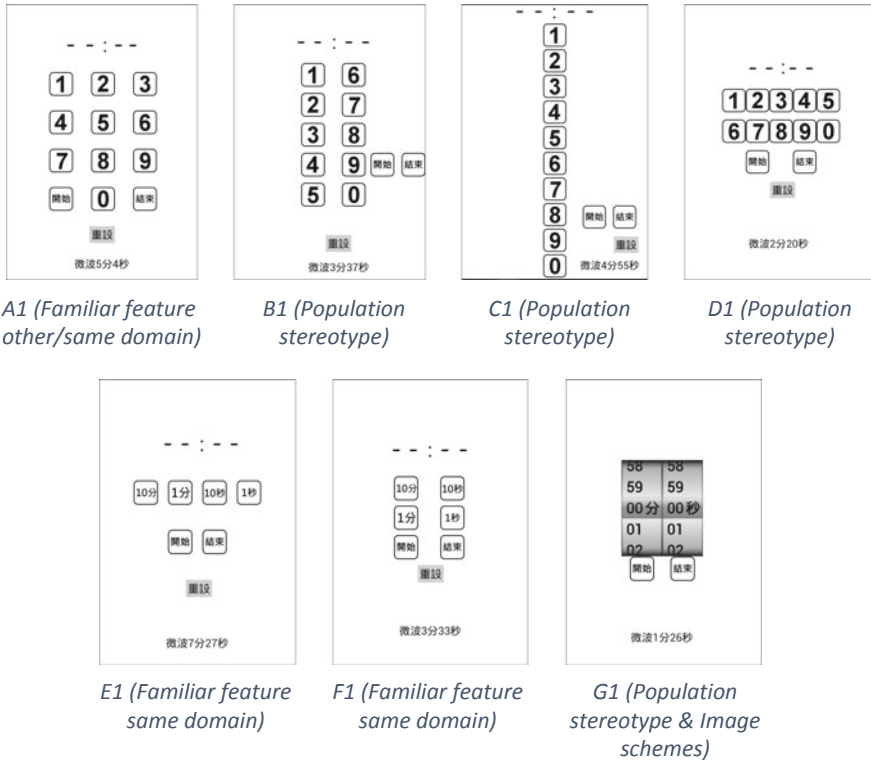 - - : - -
1 2 3
4 5 6
7 8 9
開始 0 結束
重設
微波5分4秒
A1 (Familiar feature
other/same domain)
- - : - -
1 6
2 7
3 8
4 9 開始 結束
5 0
重設
微波3分37秒
B1 (Population
stereotype)
- - : - -
1
2
3
4
5
6
7
8 開始 結束
9 重設
0 微波4分55秒
C1 (Population
stereotype)
- - : - -
1 2 3 4 5
6 7 8 9 0
開始 結束
重設
微波2分20秒
D1 (Population
stereotype)
- - : - -
10分 1分 10秒 1秒
開始 結束
重設
微波7分27秒
E1 (Familiar feature
same domain)
- - : - -
10分 10秒
1分 1秒
開始 結束
重設
微波3分33秒
F1 (Familiar feature
same domain)
58 58
59 59
00分 00秒
01 01
02 02
開始 結束
微波1分26秒
G1 (Population
stereotype & Image
schemes)